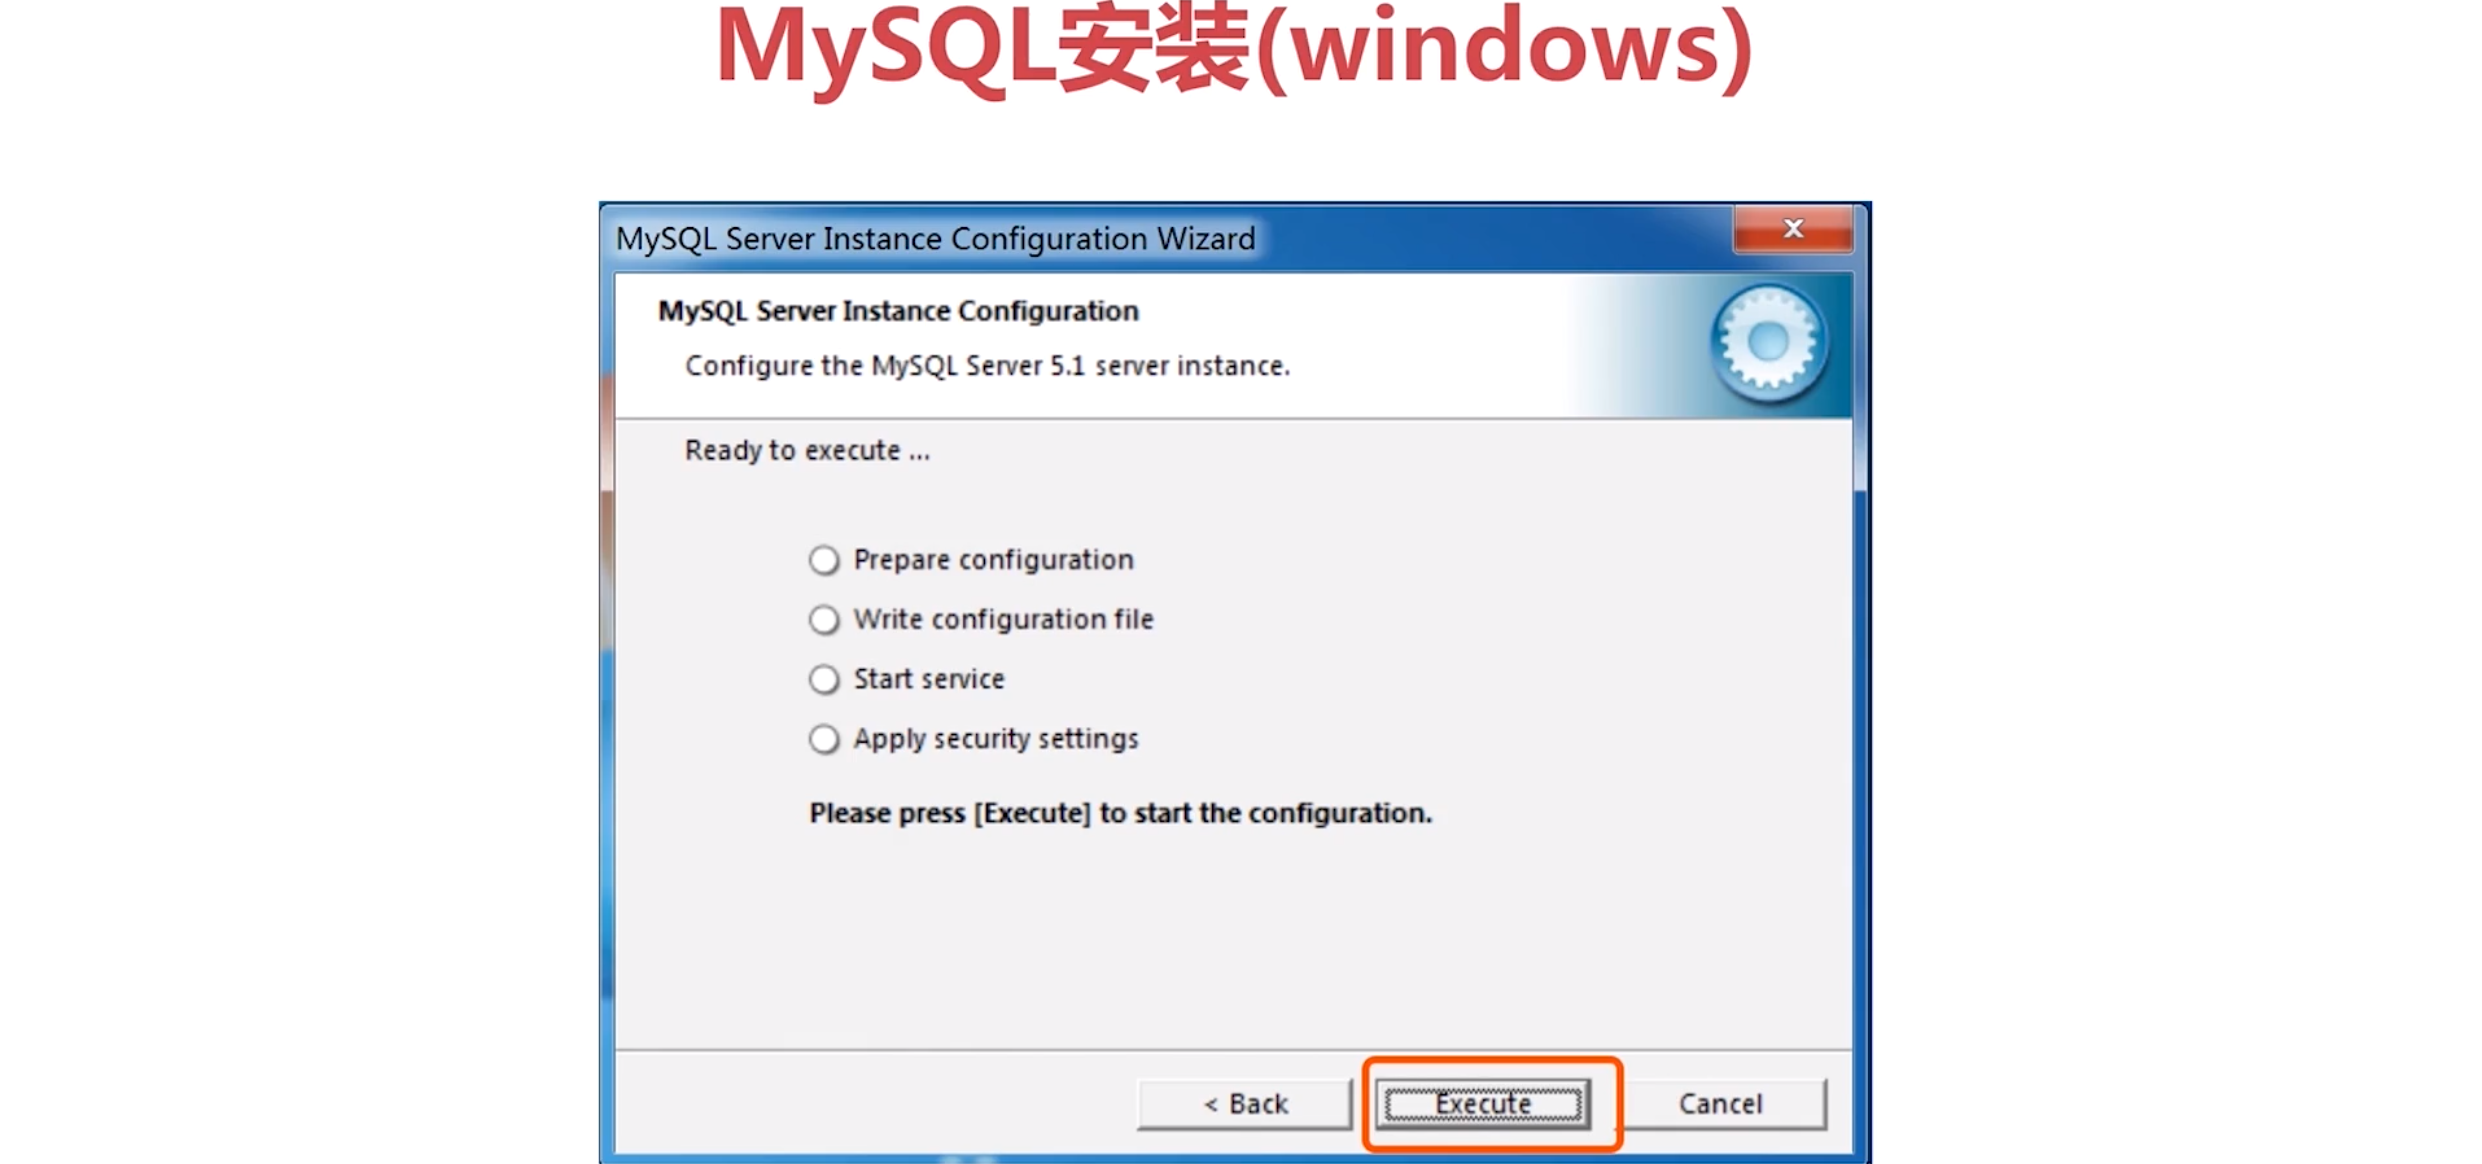 MySQL安装(windows)
MySQL Server Instance Configuration Wizard
MySQL Server Instance Configuration
Configure the MySQL Server 5.1 server instance.
Ready to execute ...
Prepare configuration
Write configuration file
Start service
Apply security settings
Please press [Execute] to start the configuration.
< Back Execute Cancel